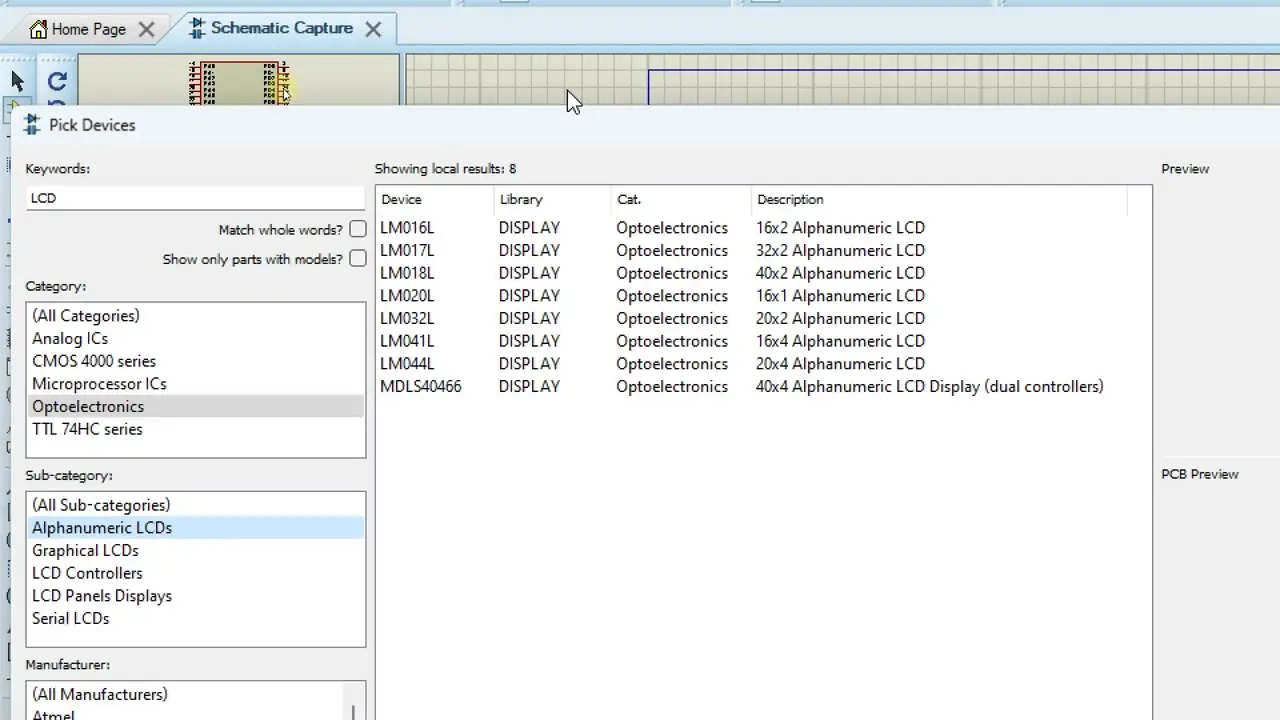 Home Page
Schematic Capture
Pick Devices
Keywords:
LCD
Match whole words?
Show only parts with models?
Category:
(All Categories)
Analog ICs
CMOS 4000 series
Microprocessor ICs
Optoelectronics
TTL 74HC series
Sub-category:
(All Sub-categories)
Alphanumeric LCDs
Graphical LCDs
LCD Controllers
LCD Panels Displays
Serial LCDs
Manufacturer:
(All Manufacturers)
Atmel
Showing local results: 8
Device Library Cat. Description
LM016L DISPLAY Optoelectronics 16x2 Alphanumeric LCD
LM017L DISPLAY Optoelectronics 32x2 Alphanumeric LCD
LM018L DISPLAY Optoelectronics 40x2 Alphanumeric LCD
LM020L DISPLAY Optoelectronics 16x1 Alphanumeric LCD
LM032L DISPLAY Optoelectronics 20x2 Alphanumeric LCD
LM041L DISPLAY Optoelectronics 16x4 Alphanumeric LCD
LM044L DISPLAY Optoelectronics 20x4 Alphanumeric LCD
MDLS40466 DISPLAY Optoelectronics 40x4 Alphanumeric LCD Display (dual controllers)
Preview
PCB Preview